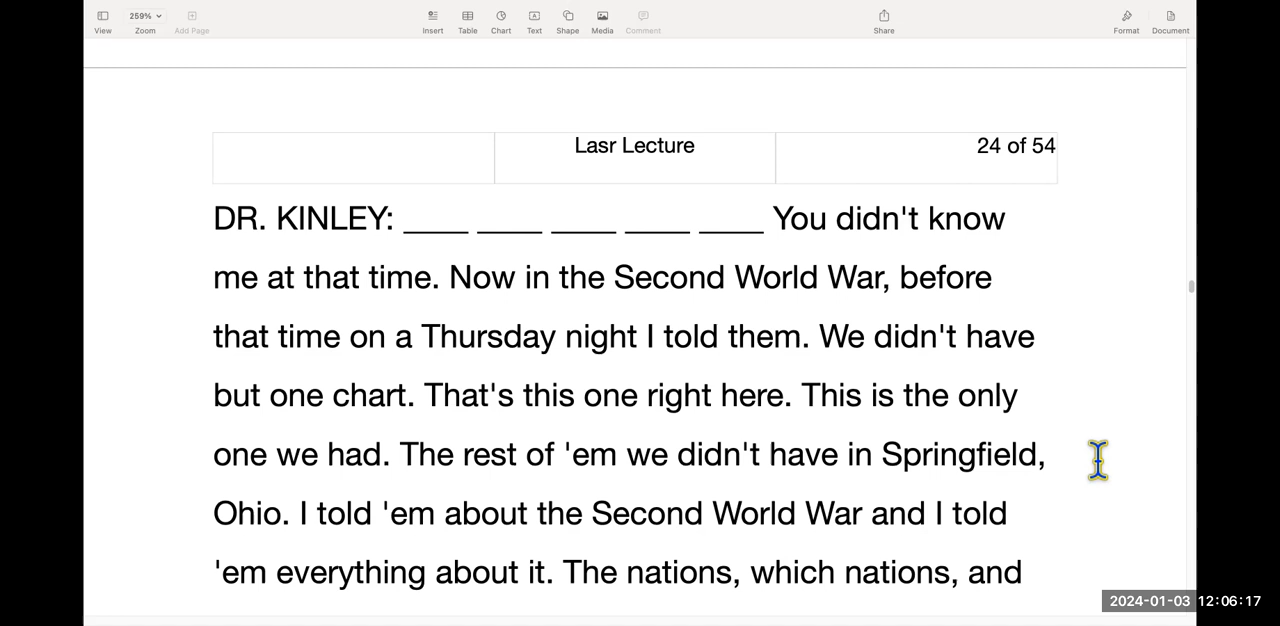 259%
View
Zoom
Add Page
Insert
Table
Chart
Text
Shape
Media
Comment
Share
Format
Document
Lasr Lecture
24 of 54
DR. KINLEY: ____ ____ ____ ____ ____ You didn't know
me at that time. Now in the Second World War, before
that time on a Thursday night I told them. We didn't have
but one chart. That's this one right here. This is the only
one we had. The rest of 'em we didn't have in Springfield,
Ohio. I told 'em about the Second World War and I told
'em everything about it. The nations, which nations, and
2024-01-03 12:06:17